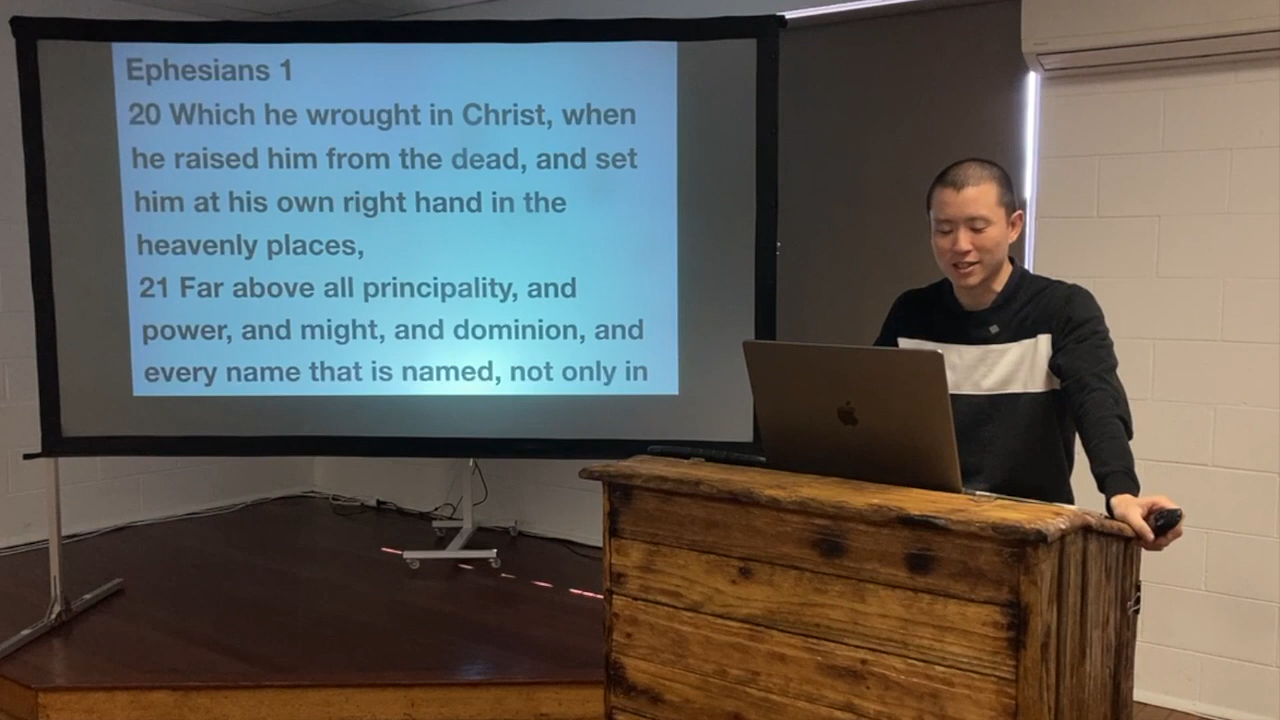 Ephesians 1
20 Which he wrought in Christ, when
he raised him from the dead, and set
him at his own right hand in the
heavenly places,
21 Far above all principality, and
power, and might, and dominion, and
every name that is named, not only in